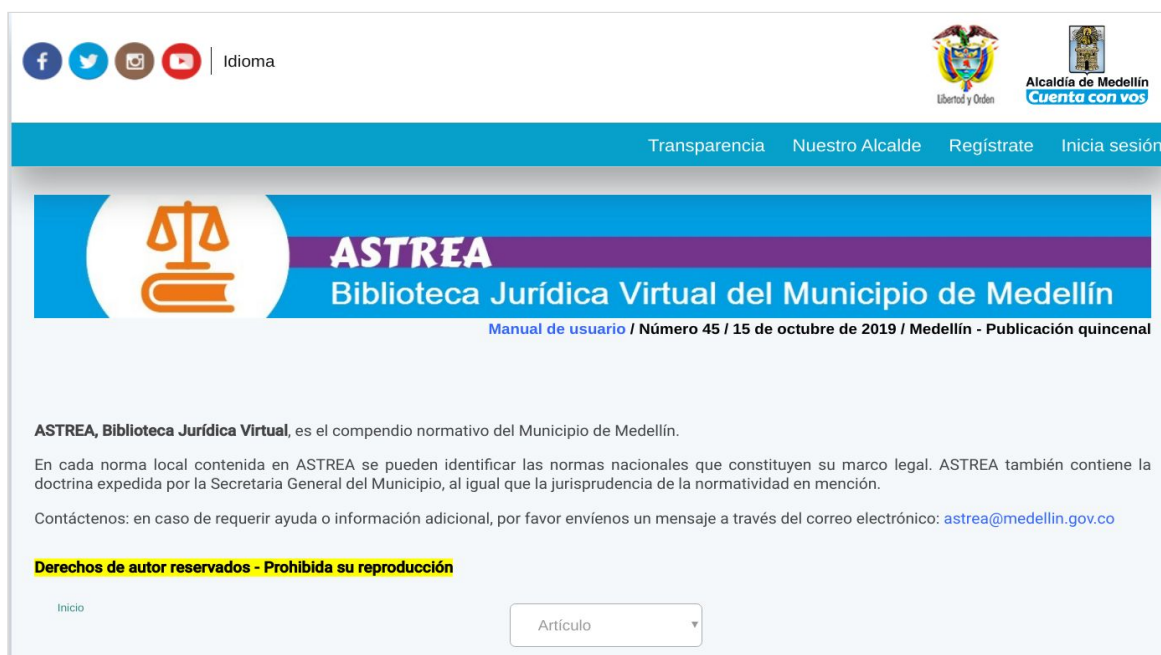 Idioma
Libertad y Orden
Alcaldía de Medellín
Cuenta con vos
Transparencia Nuestro Alcalde Regístrate Inicia sesión
ASTREA
Biblioteca Jurídica Virtual del Municipio de Medellín
Manual de usuario / Número 45 / 15 de octubre de 2019 / Medellín - Publicación quincenal
ASTREA, Biblioteca Jurídica Virtual, es el compendio normativo del Municipio de Medellín.
En cada norma local contenida en ASTREA se pueden identificar las normas nacionales que constituyen su marco legal. ASTREA también contiene la
doctrina expedida por la Secretaria General del Municipio, al igual que la jurisprudencia de la normatividad en mención.
Contáctenos: en caso de requerir ayuda o información adicional, por favor envíenos un mensaje a través del correo electrónico: astrea@medellin.gov.co
Derechos de autor reservados - Prohibida su reproducción
Inicio
Artículo